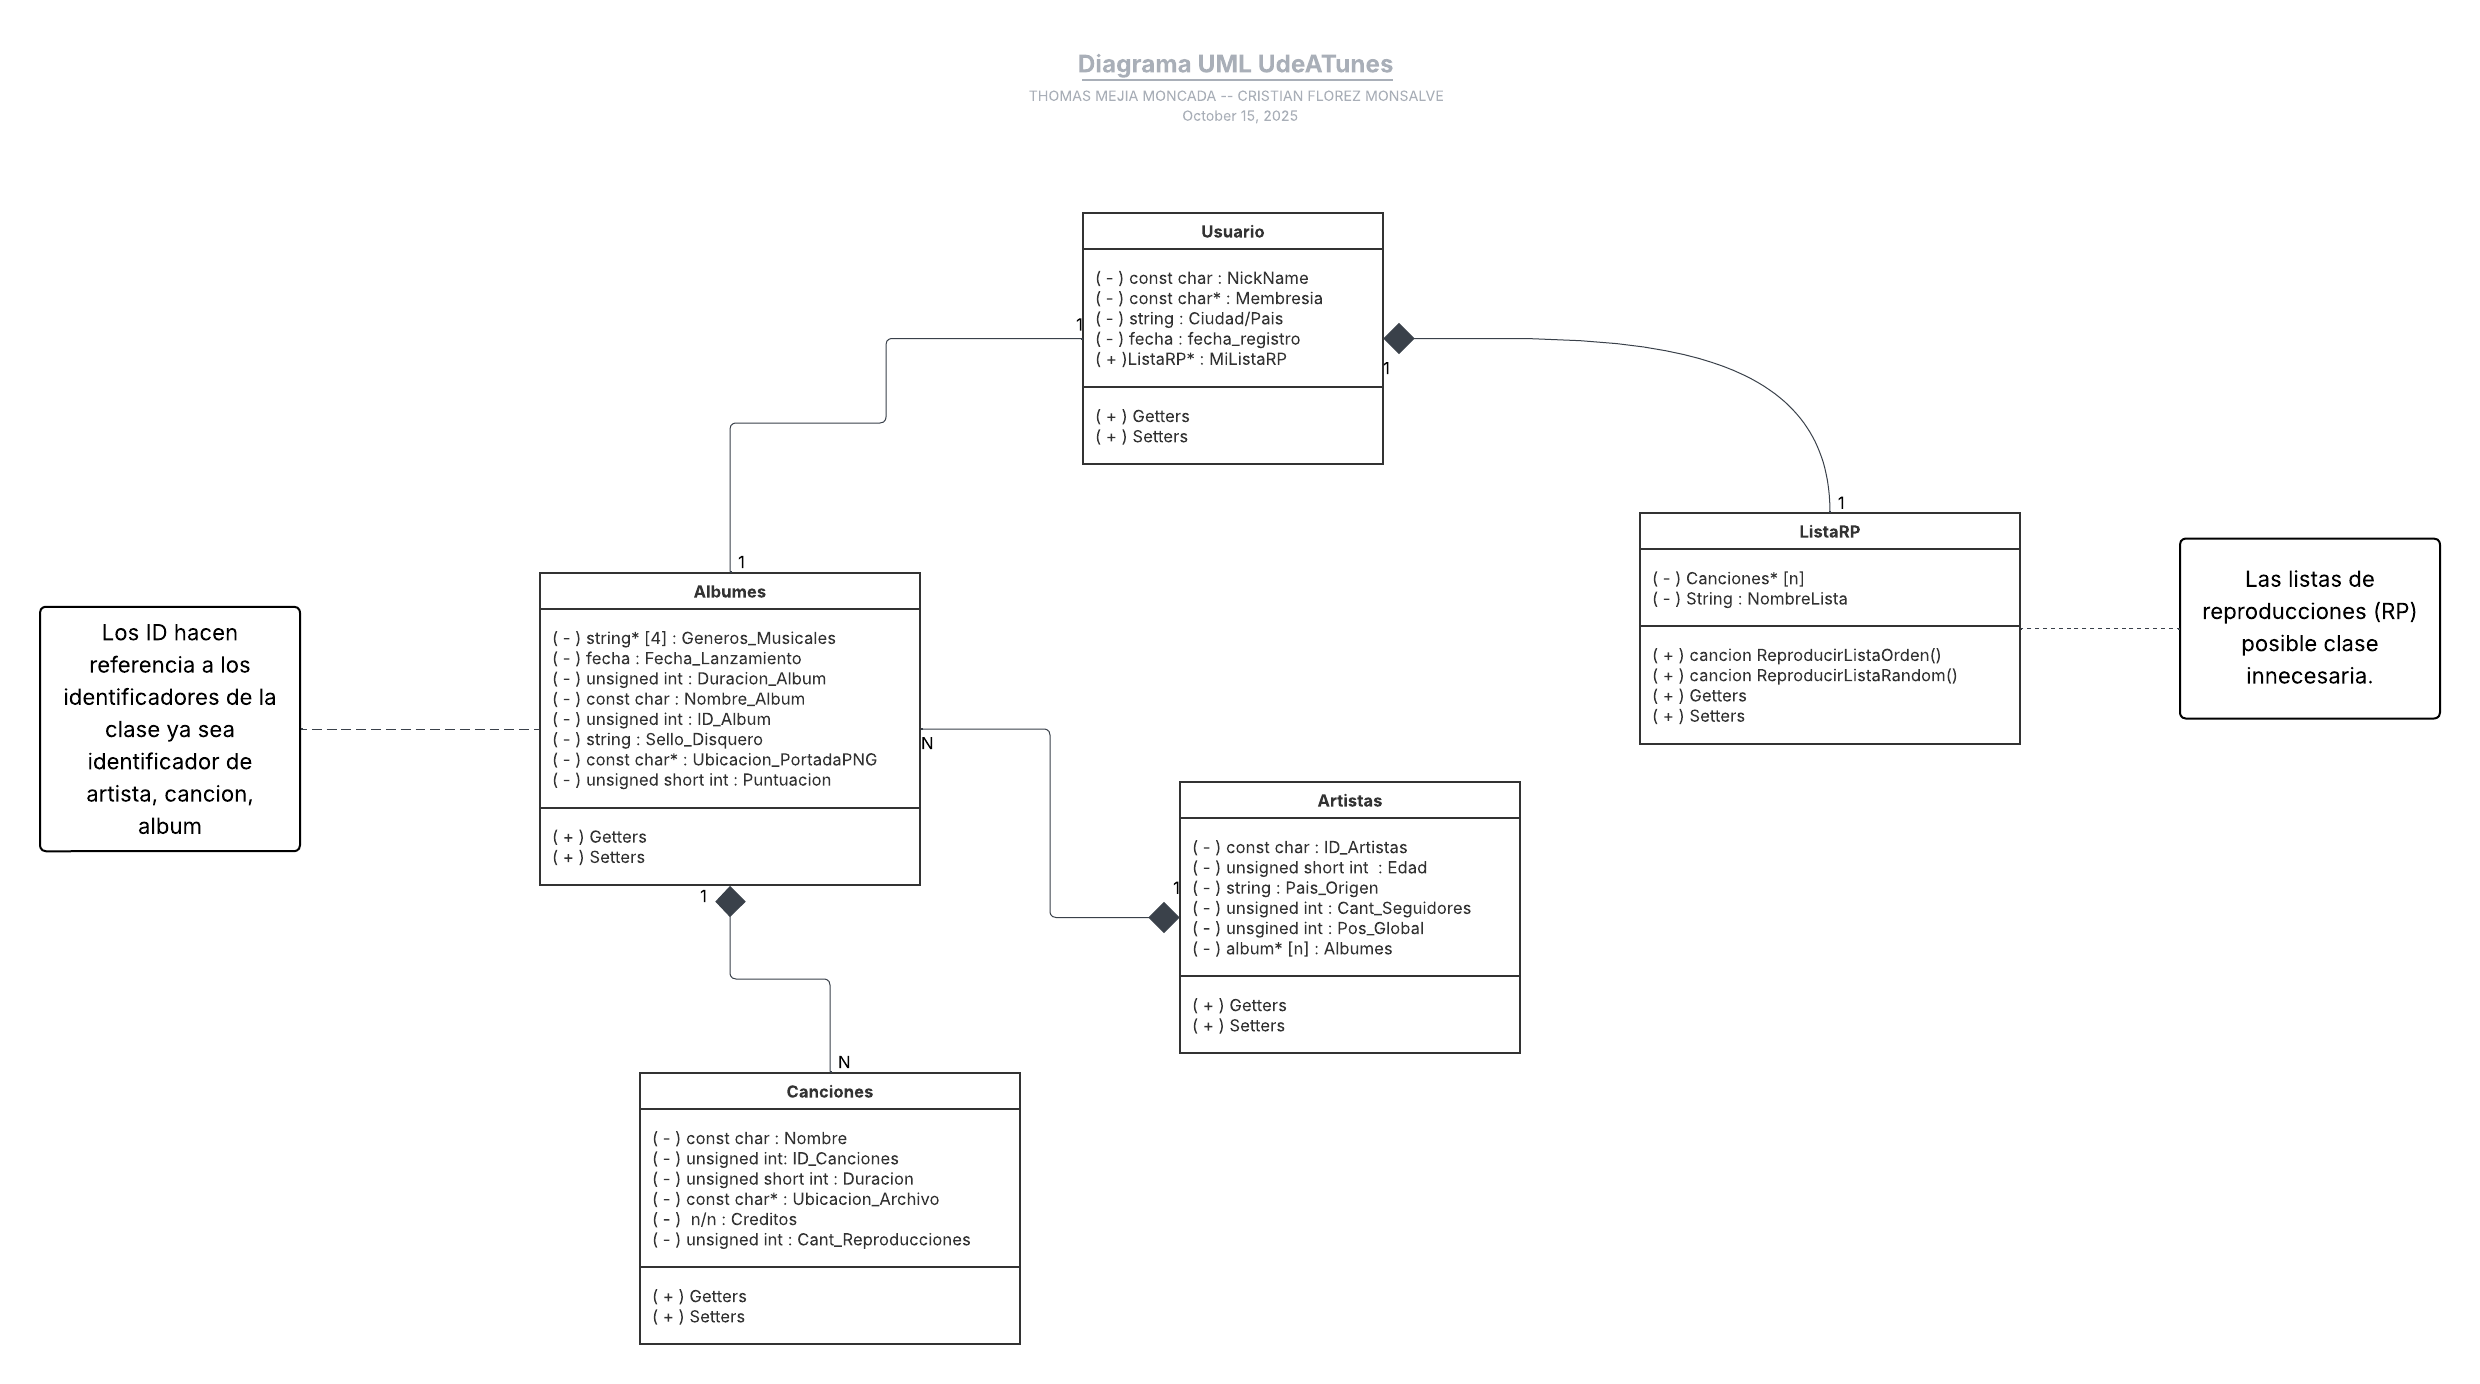 Diagrama UML UdeATunes
THOMAS MEJIA MONCADA -- CRISTIAN FLOREZ MONSALVE
October 15, 2025
Usuario
( - ) const char : NickName
( - ) const char* : Membresia
( - ) string : Ciudad/Pais
( - ) fecha : fecha_registro
( + )ListaRP* : MiListaRP
( + ) Getters
( + ) Setters
1
1
1
1
ListaRP
( - ) Canciones* [n]
( - ) String : NombreLista
( + ) cancion ReproducirListaOrden()
( + ) cancion ReproducirListaRandom()
( + ) Getters
( + ) Setters
Las listas de
reproducciones (RP)
posible clase
innecesaria.
Albumes
( - ) string* [4] : Generos_Musicales
( - ) fecha : Fecha_Lanzamiento
( - ) unsigned int : Duracion_Album
( - ) const char : Nombre_Album
( - ) unsigned int : ID_Album
( - ) string : Sello_Disquero
( - ) const char* : Ubicacion_PortadaPNG
( - ) unsigned short int : Puntuacion
( + ) Getters
( + ) Setters
Los ID hacen
referencia a los
identificadores de la
clase ya sea
identificador de
artista, cancion,
album
N
1
Artistas
( - ) const char : ID_Artistas
( - ) unsigned short int  : Edad
( - ) string : Pais_Origen
( - ) unsigned int : Cant_Seguidores
( - ) unsgined int : Pos_Global
( - ) album* [n] : Albumes
( + ) Getters
( + ) Setters
1
N
Canciones
( - ) const char : Nombre
( - ) unsigned int: ID_Canciones
( - ) unsigned short int : Duracion
( - ) const char* : Ubicacion_Archivo
( - )  n/n : Creditos
( - ) unsigned int : Cant_Reproducciones
( + ) Getters
( + ) Setters